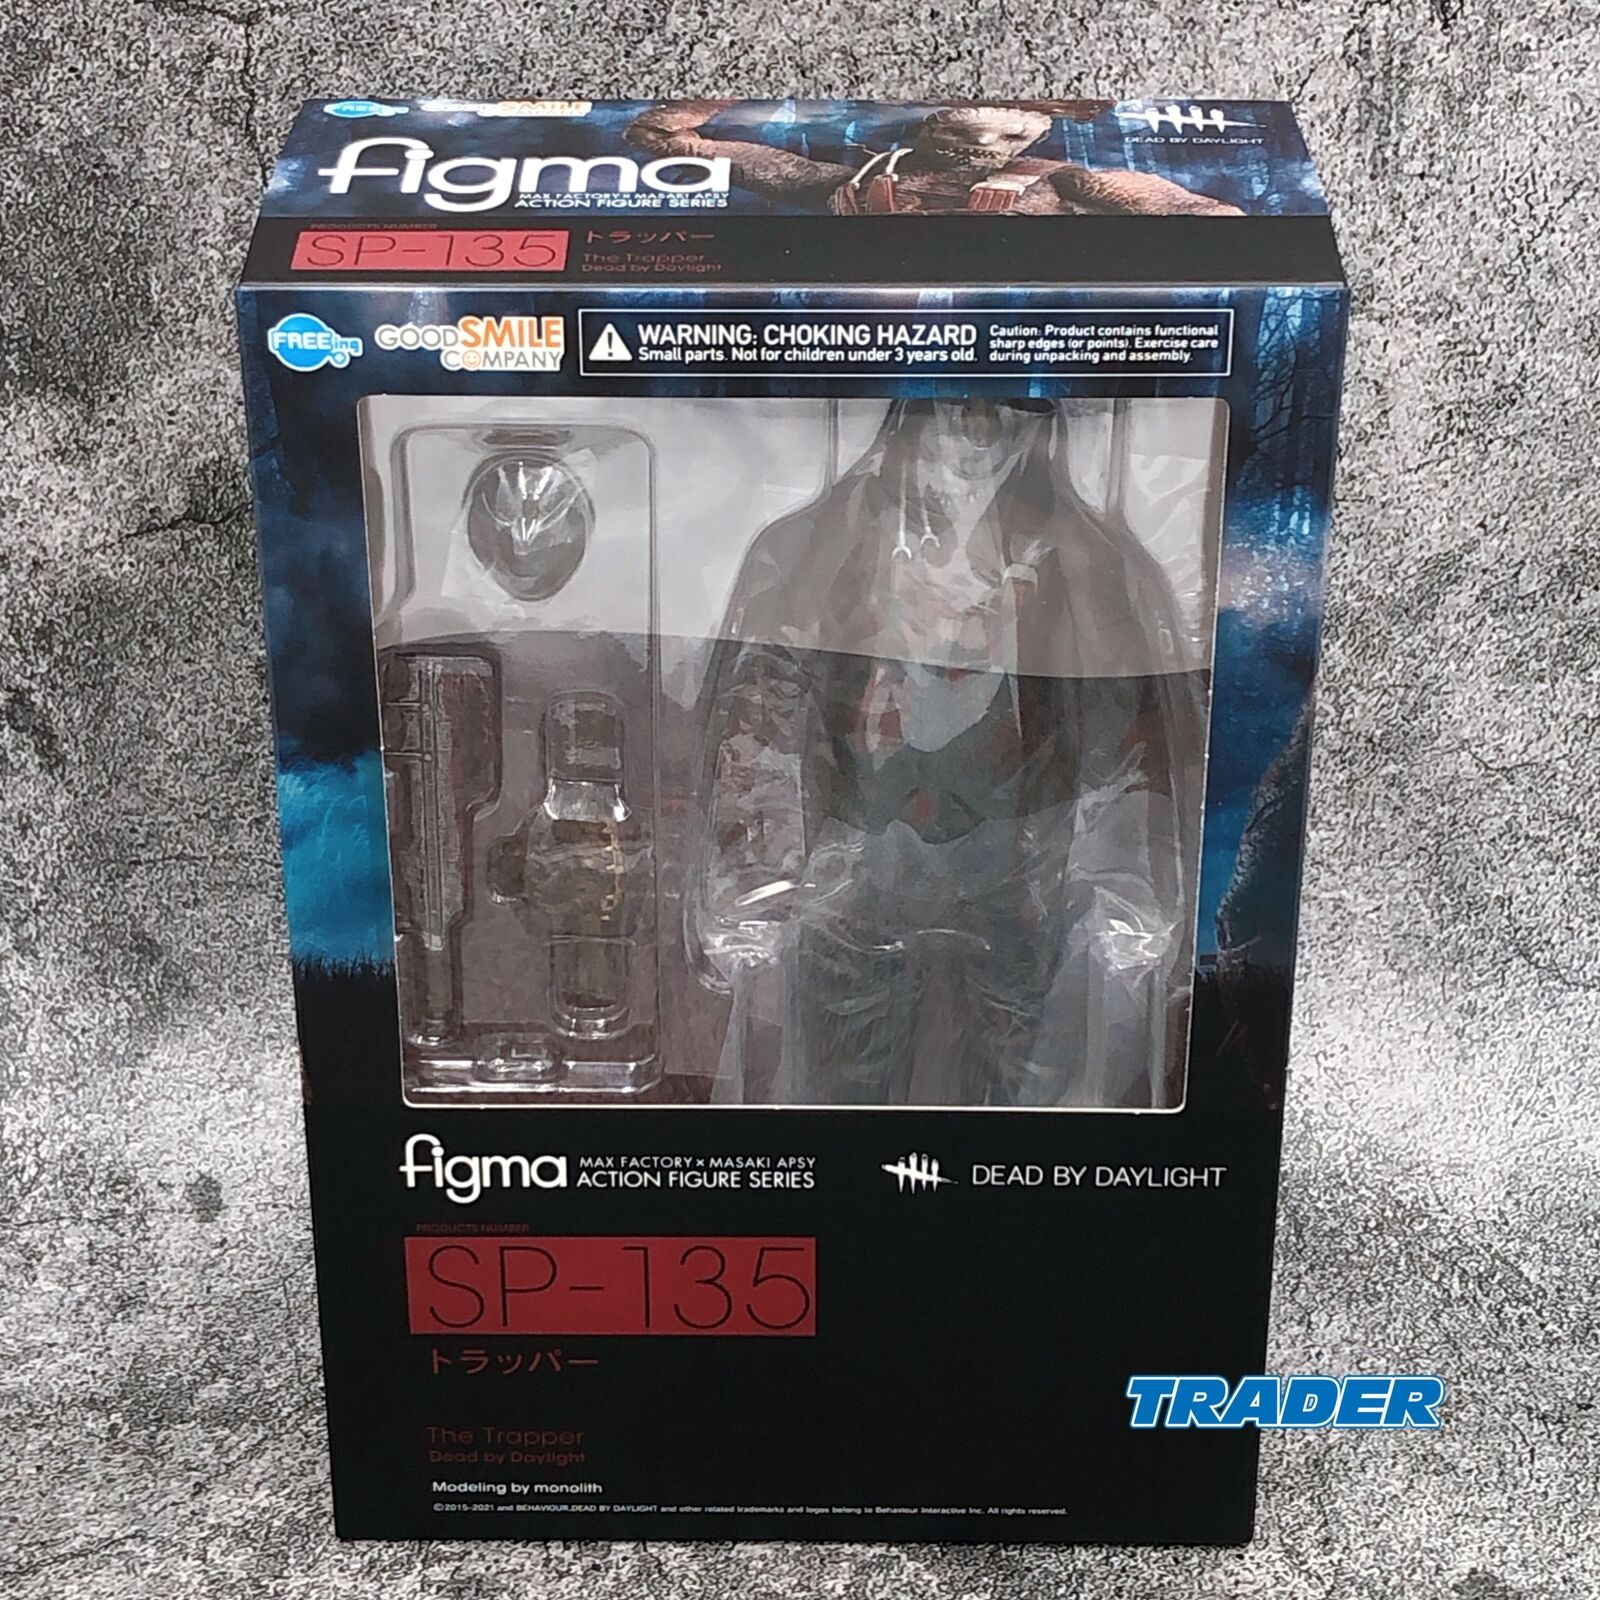 FREEing
GOOD SMILE
COMPANY
figma
MAX FACTORY × MASAKI APSY
ACTION FIGURE SERIES
DEAD BY DAYLIGHT
PRODUCTS NUMBER
SP-135
トラッパー
The Trapper
Dead by Daylight
FREEing
GOOD SMILE
COMPANY
WARNING: CHOKING HAZARD
Small parts. Not for children under 3 years old.
Caution: Product contains functional
sharp edges (or points). Exercise care
during unpacking and assembly.
figma
MAX FACTORY × MASAKI APSY
ACTION FIGURE SERIES
DEAD BY DAYLIGHT
PRODUCTS NUMBER
SP-135
トラッパー
TRADER
The Trapper
Dead by Daylight
Modeling by monolith
©2015-2021 and BEHAVIOUR,DEAD BY DAYLIGHT and other related trademarks and logos belong to Behaviour Interactive Inc. All rights reserved.